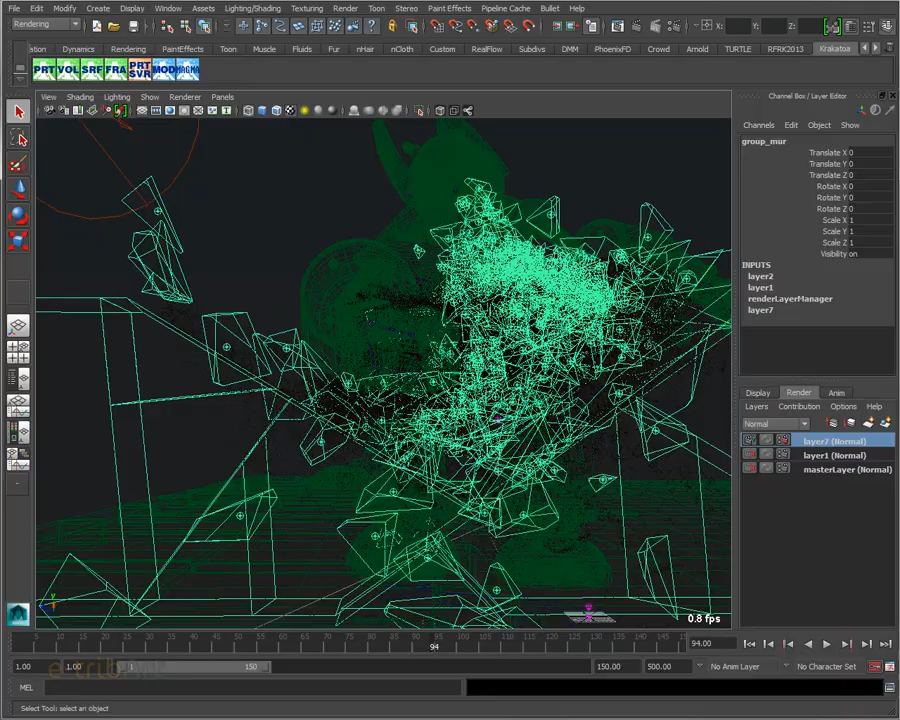 File Edit Modify Create Display Window Assets Lighting/Shading Texturing Render Toon Stereo Paint Effects Pipeline Cache Bullet Help
Rendering X: Y: Z:
Dynamics Rendering PaintEffects Toon Muscle Fluids Fur nHair nCloth Custom RealFlow Subdivs DMM PhoenixFD Crowd Arnold TURTLE RFRK2013 Krakatoa
PRT VOL SRF FRA PRT SVR MOD MAGMA
View Shading Lighting Show Renderer Panels
Channel Box / Layer Editor
Channels Edit Object Show
group_mur
Translate X 0
Translate Y 0
Translate Z 0
Rotate X 0
Rotate Y 0
Rotate Z 0
Scale X 1
Scale Y 1
Scale Z 1
Visibility on
INPUTS
layer2
layer1
renderLayerManager
layer7
Display Render Anim
Layers Contribution Options Help
Normal
layer7 (Normal)
layer1 (Normal)
masterLayer (Normal)
0.8 fps
5 10 15 20 25 30 35 40 45 50 55 60 65 70 75 80 85 90 95 100 105 110 115 120 125 130 135 140 145
94
94.00
1.00 1.00 1 150 150.00 500.00 No Anim Layer No Character Set
MEL
Select Tool: select an object